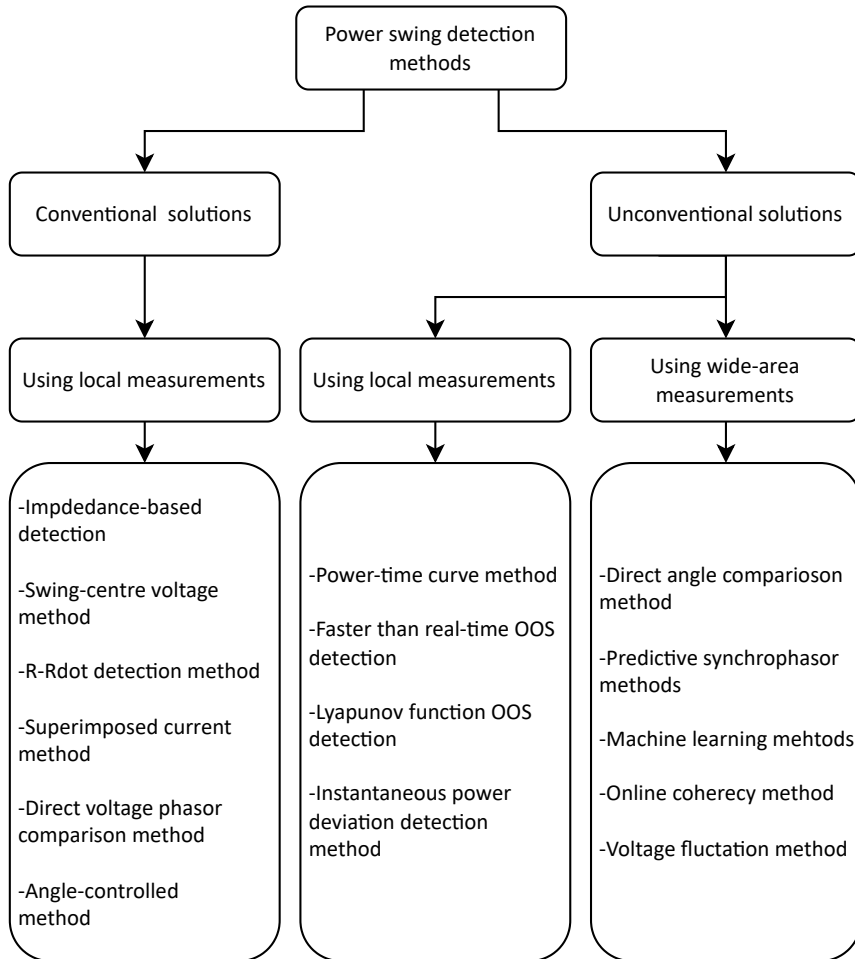 Power swing detection
methods
Conventional  solutions
Unconventional solutions
Using local measurements
Using local measurements
Using wide-area
measurements
-Impdedance-based
detection
-Swing-centre voltage
method
-R-Rdot detection method
-Superimposed current
method
-Direct voltage phasor
comparison method
-Angle-controlled
method
-Power-time curve method
-Faster than real-time OOS
detection
-Lyapunov function OOS
detection
-Instantaneous power
deviation detection
method
-Direct angle comparioson
method
-Predictive synchrophasor
methods
-Machine learning mehtods
-Online coherecy method
-Voltage fluctation method